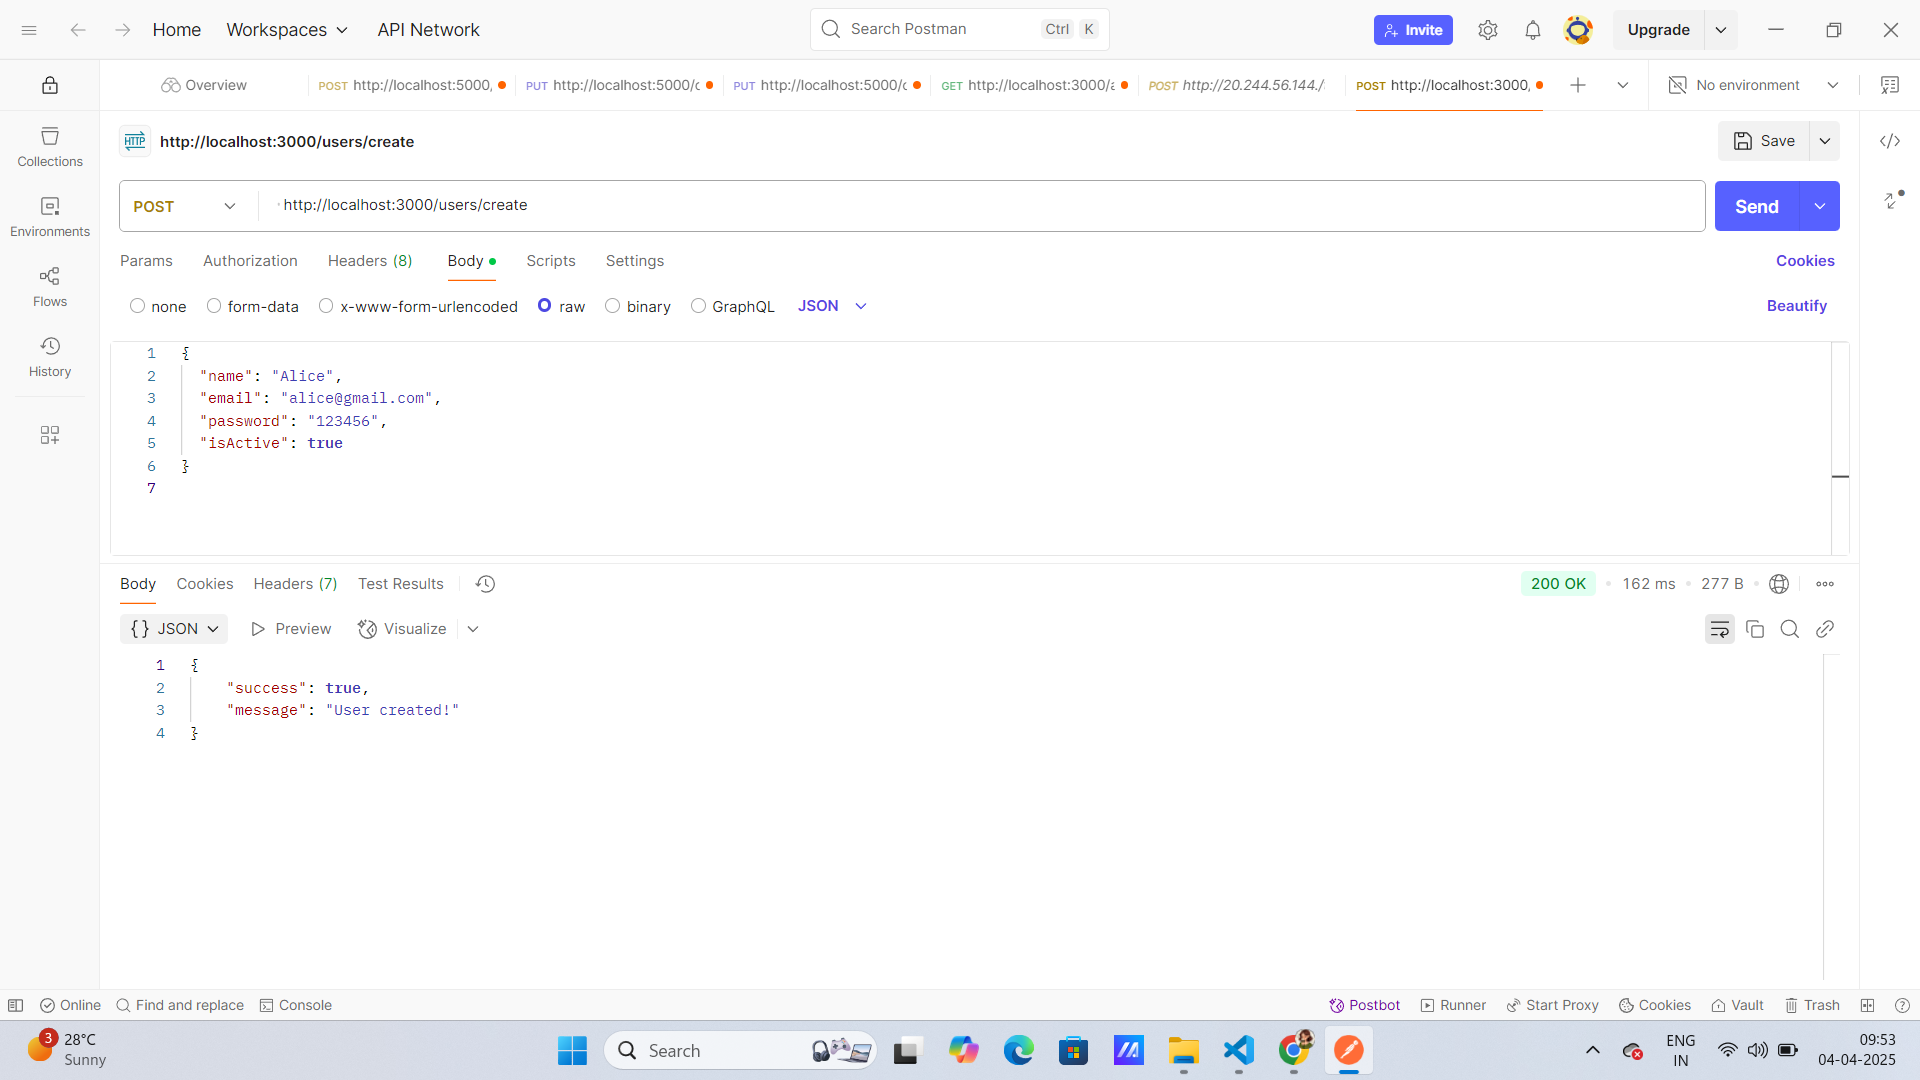 Home Workspaces API Network Search Postman Ctrl K Invite Upgrade
Overview POST http://localhost:5000, PUT http://localhost:5000/c PUT http://localhost:5000/c GET http://localhost:3000/a POST http://20.244.56.144./ POST http://localhost:3000, No environment
HTTP http://localhost:3000/users/create Save
Collections
Environments
Flows
History
POST http://localhost:3000/users/create Send
Params Authorization Headers (8) Body Scripts Settings Cookies
none form-data x-www-form-urlencoded raw binary GraphQL JSON Beautify
1 {
2 "name": "Alice",
3 "email": "alice@gmail.com",
4 "password": "123456",
5 "isActive": true
6 }
7
Body Cookies Headers (7) Test Results 200 OK 162 ms 277 B
{} JSON Preview Visualize
1 {
2 "success": true,
3 "message": "User created!"
4 }
Online Find and replace Console Postbot Runner Start Proxy Cookies Vault Trash
3 28°C
Sunny
Search
ENG
IN
09:53
04-04-2025